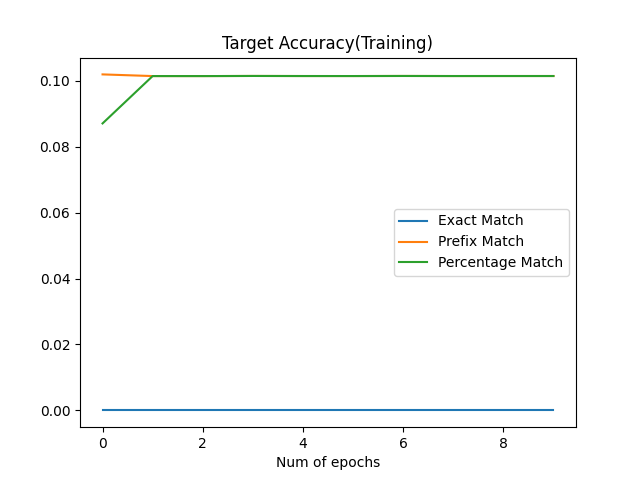 Target Accuracy(Training)
0.10
0.08
0.06
0.04
0.02
0.00
Exact Match
Prefix Match
Percentage Match
0 2 4 6 8
Num of epochs